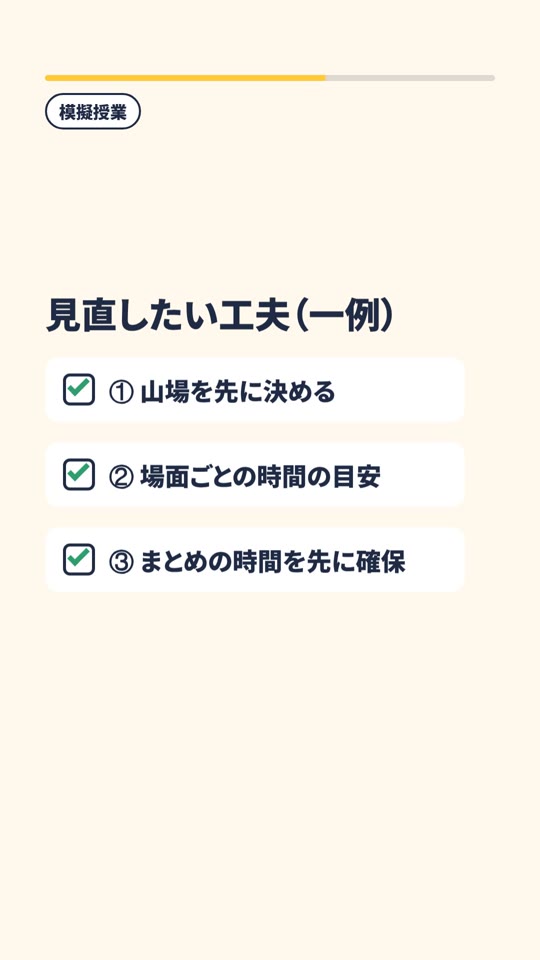 模擬授業
見直したい工夫（一例）
① 山場を先に決める
② 場面ごとの時間の目安
③ まとめの時間を先に確保